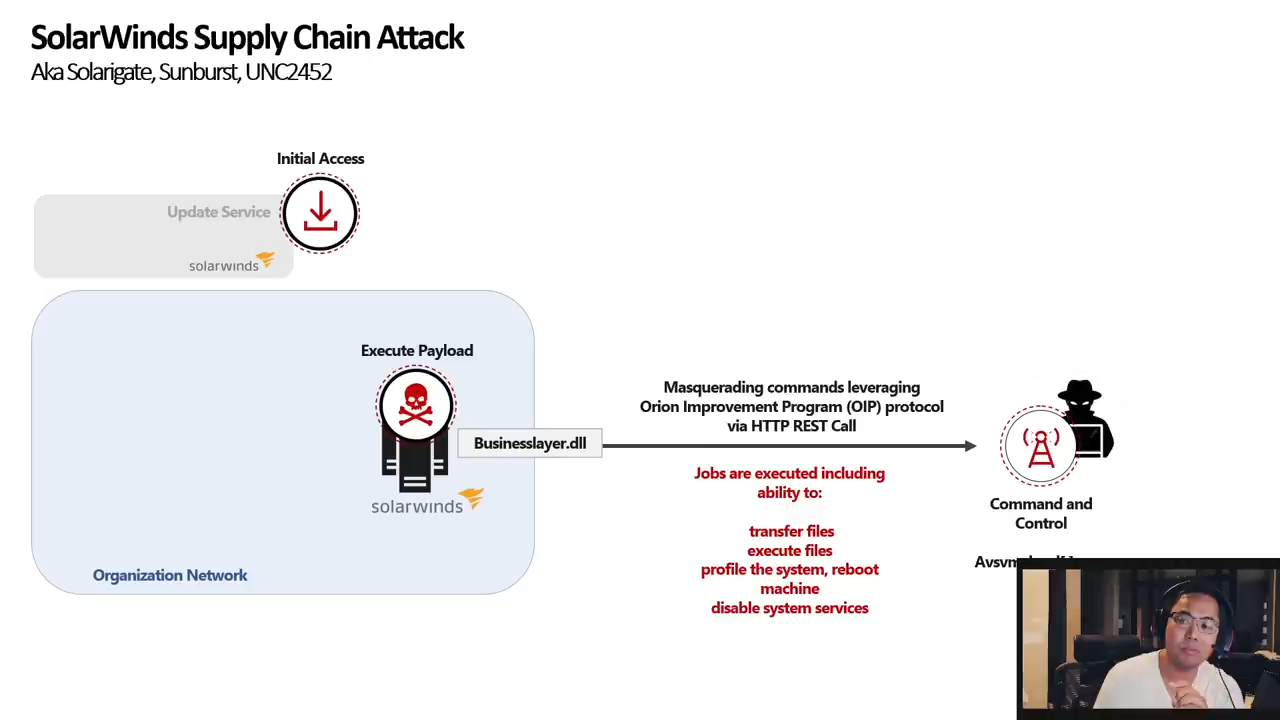 SolarWinds Supply Chain Attack
Aka Solarigate, Sunburst, UNC2452
Initial Access
Update Service
solarwinds
Execute Payload
Businesslayer.dll
solarwinds
Organization Network
Masquerading commands leveraging
Orion Improvement Program (OIP) protocol
via HTTP REST Call
Jobs are executed including
ability to:
transfer files
execute files
profile the system, reboot
machine
disable system services
Command and
Control